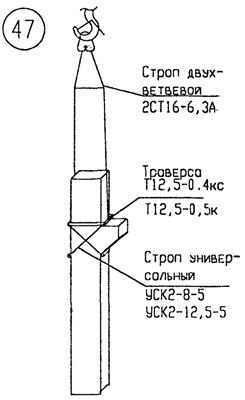 47
Строп двух-
ветвевой
2СТ16-6,3А
Траверса
Т12,5-0.4кс
Т12,5-0,5к
Строп универ-
сольный
УСК2-8-5
УСК2-12,5-5